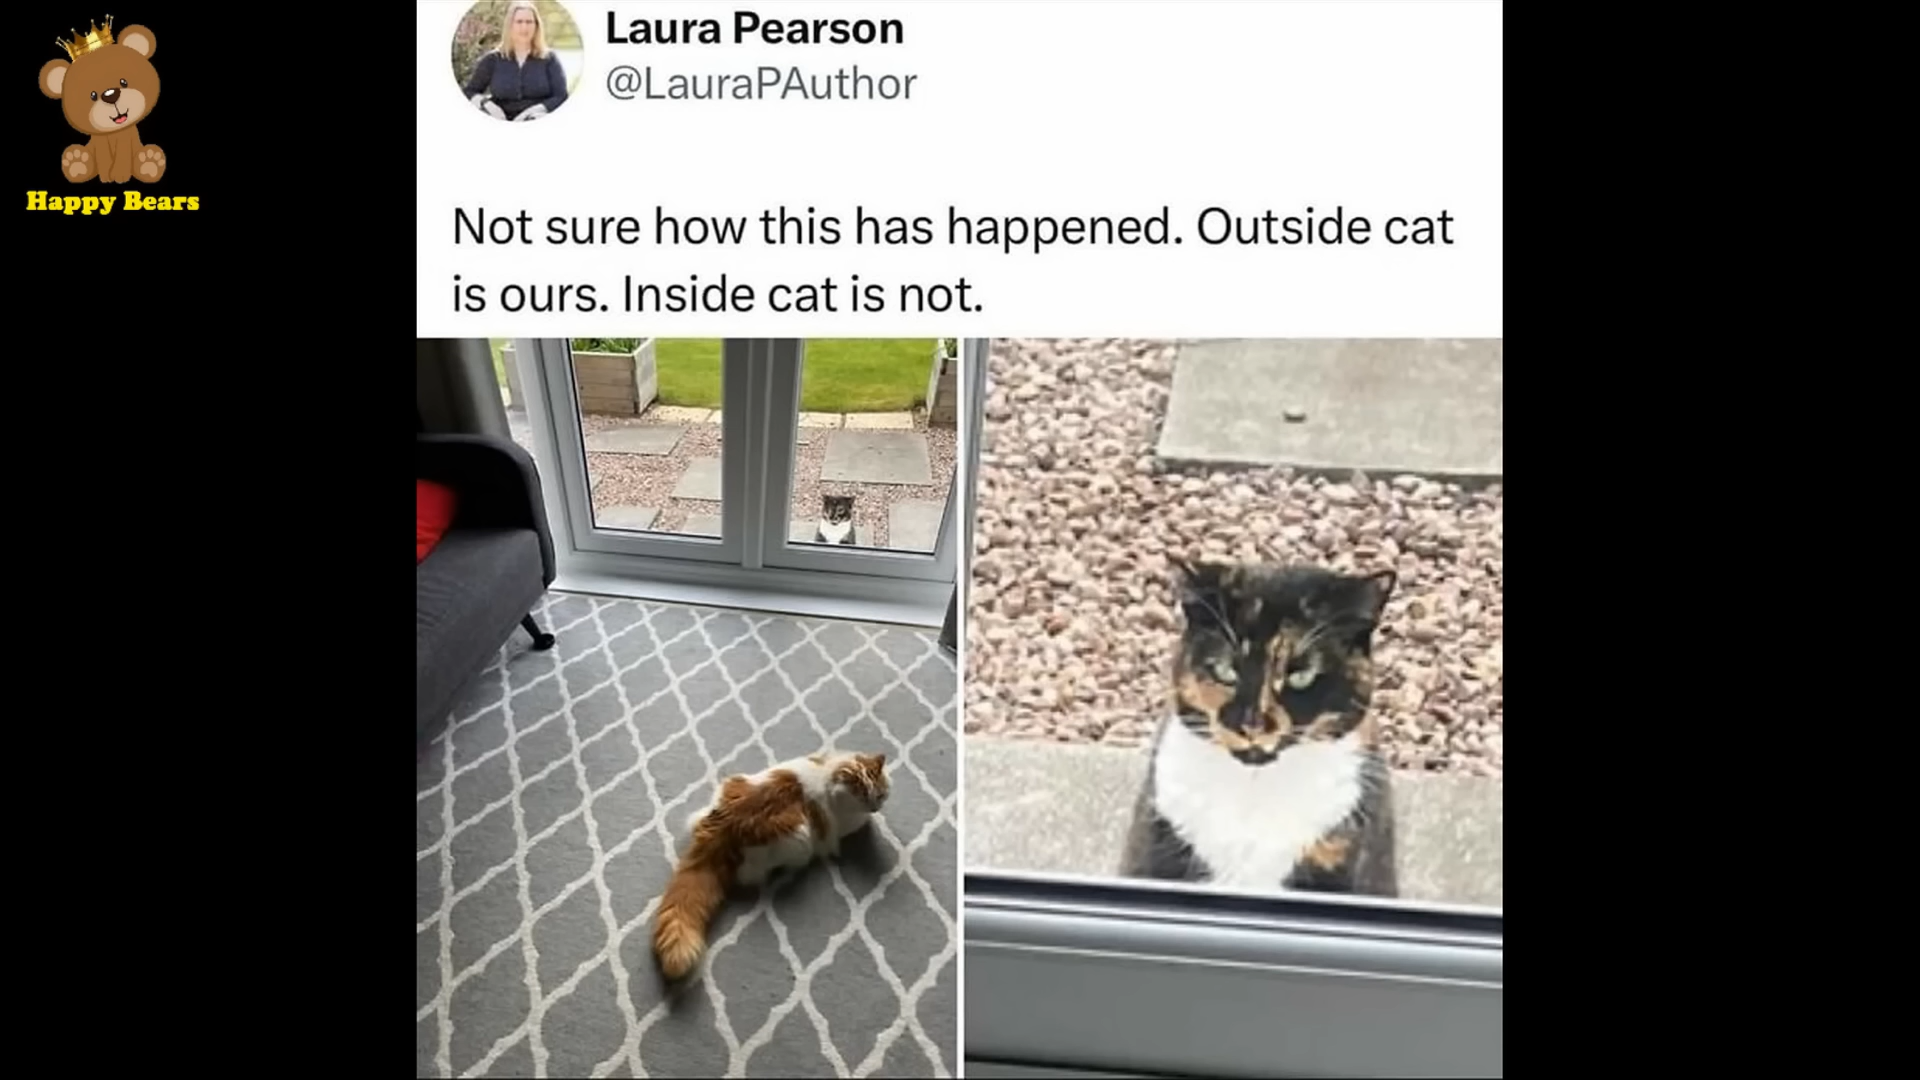 Laura Pearson
@LauraPAuthor
Happy Bears
Not sure how this has happened. Outside cat
is ours. Inside cat is not.